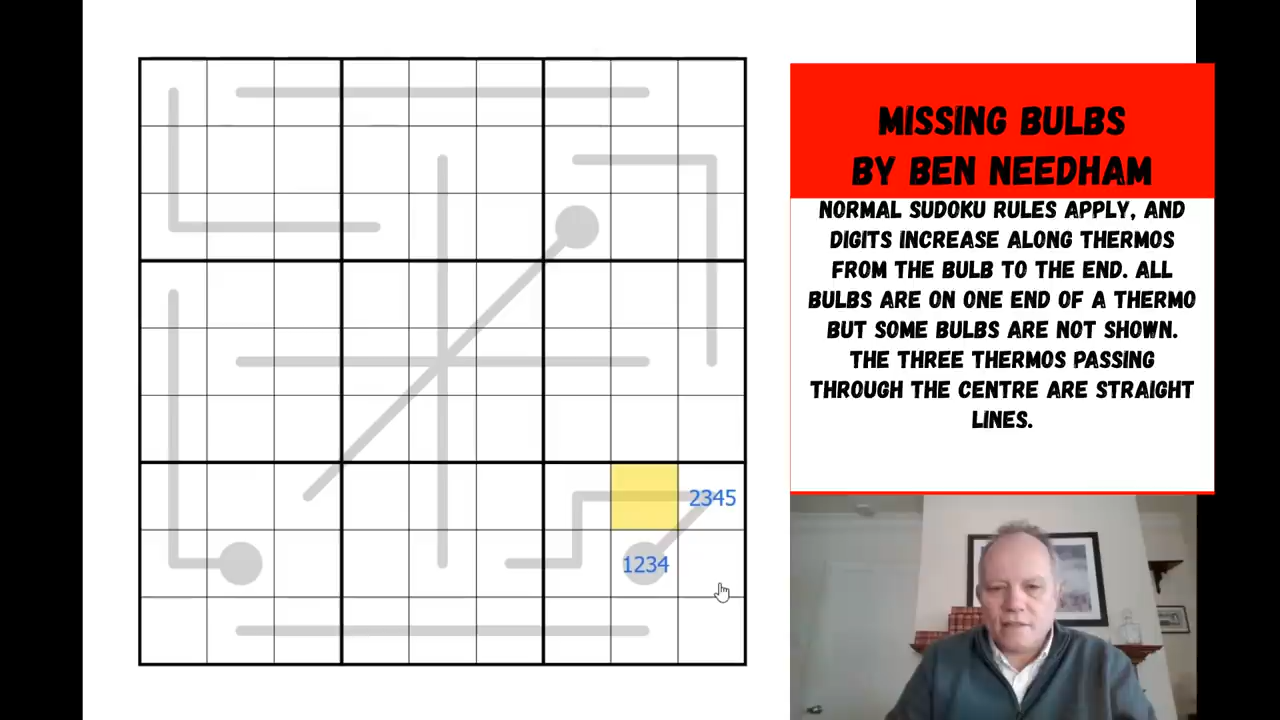 MISSING BULBS
BY BEN NEEDHAM
NORMAL SUDOKU RULES APPLY, AND
DIGITS INCREASE ALONG THERMOS
FROM THE BULB TO THE END. ALL
BULBS ARE ON ONE END OF A THERMO
BUT SOME BULBS ARE NOT SHOWN.
THE THREE THERMOS PASSING
THROUGH THE CENTRE ARE STRAIGHT
LINES.
2345
1234